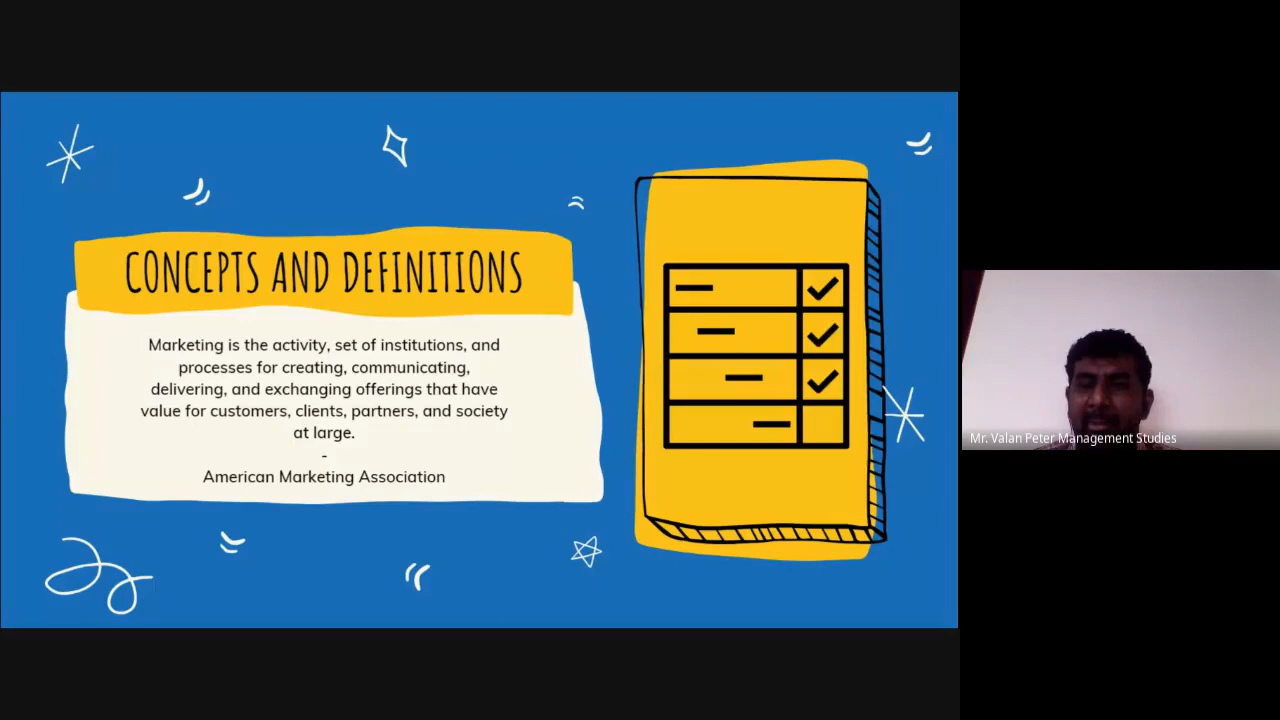 CONCEPTS AND DEFINITIONS
Marketing is the activity, set of institutions, and
processes for creating, communicating,
delivering, and exchanging offerings that have
value for customers, clients, partners, and society
at large.
-
American Marketing Association
Mr. Valan Peter Management Studies